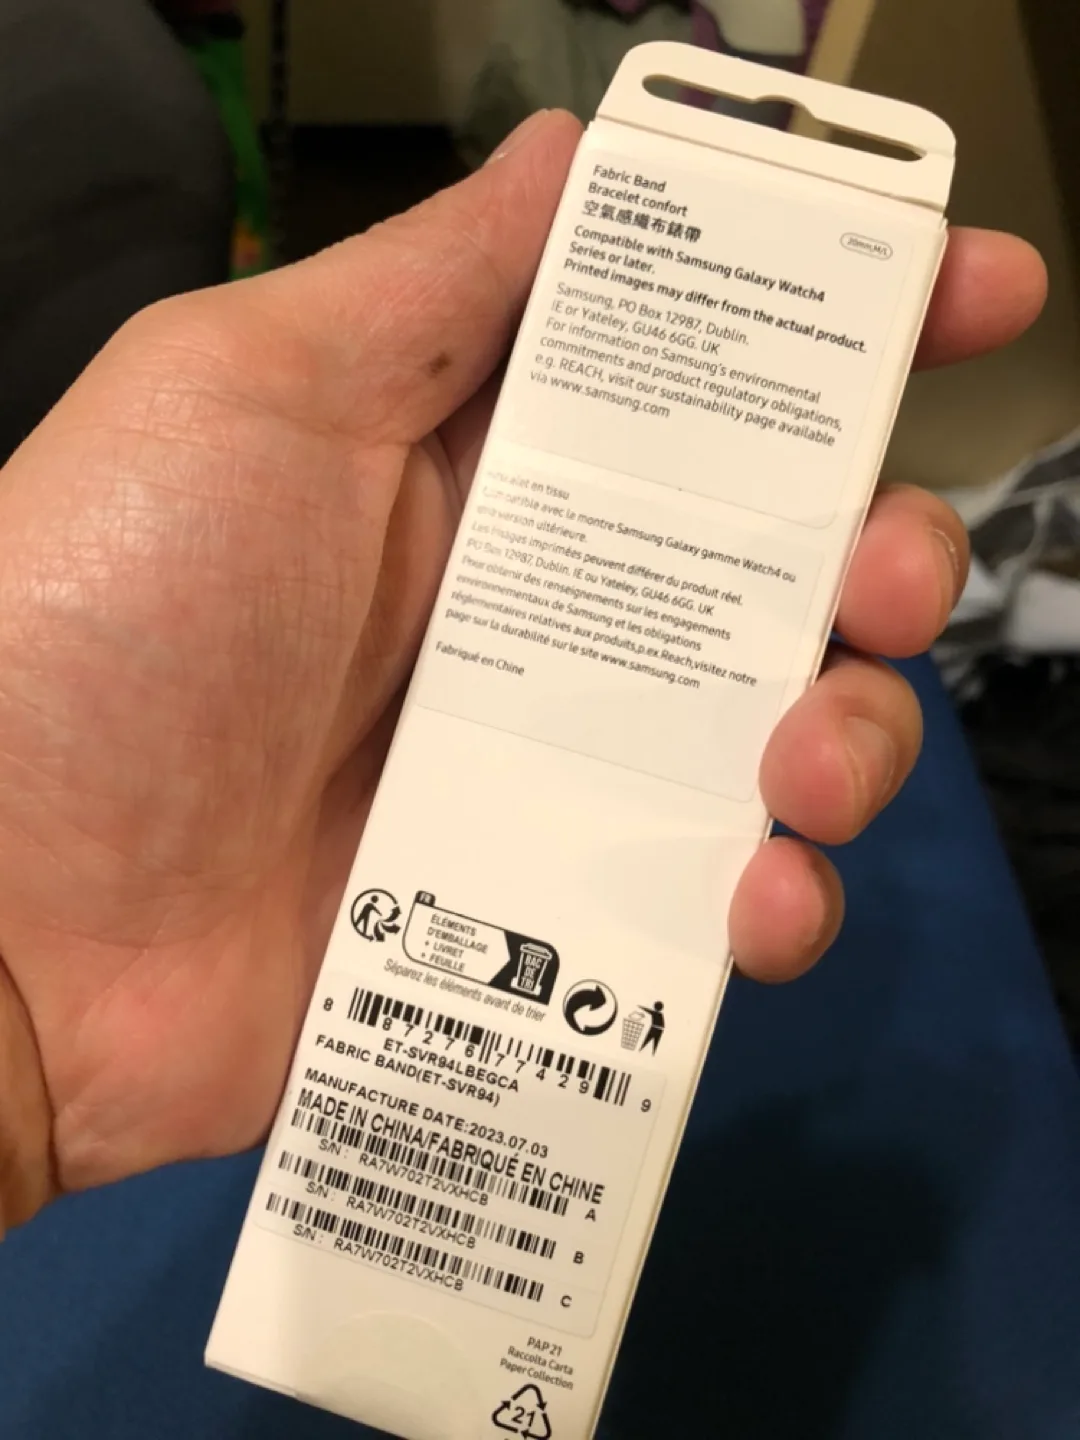 Fabric Band
Bracelet confort
空氣感織布錶帶
20mm,M/L
Compatible with Samsung Galaxy Watch4
Series or later.
Printed images may differ from the actual product.
Samsung, PO Box 12987, Dublin.
IE or Yateley, GU46 6GG. UK
For information on Samsung's environmental
commitments and product regulatory obligations,
e.g. REACH, visit our sustainability page available
via www.samsung.com
Bracelet en tissu
Compatible avec le montre Samsung Galaxy gamme Watch4 ou
version ultérieure.
Les images imprimées peuvent différer du produit réel.
PO Box 12987, Dublin. IE ou Yateley, GU46 6GG. UK
Pour obtenir des renseignements sur les engagements
environnementaux de Samsung et les obligations
réglementaires relatives aux produits,p.ex.Reach,visitez notre
page sur la durabilité sur le site www.samsung.com
Fabriqué en Chine
FR
ÉLÉMENTS
D'EMBALLAGE
+ LIVRET
+ FEUILLE
BAC
DE
TRI
Séparez les éléments avant de trier
8 872767 742999
ET-SVR94LBEGCA
FABRIC BAND(ET-SVR94)
MANUFACTURE DATE:2023.07.03
MADE IN CHINA/FABRIQUÉ EN CHINE
S/N : RA7W702T2VXHCB A
S/N : RA7W702T2VXHCB B
S/N : RA7W702T2VXHCB C
PAP 21
Raccolta Carta
Paper Collection
21